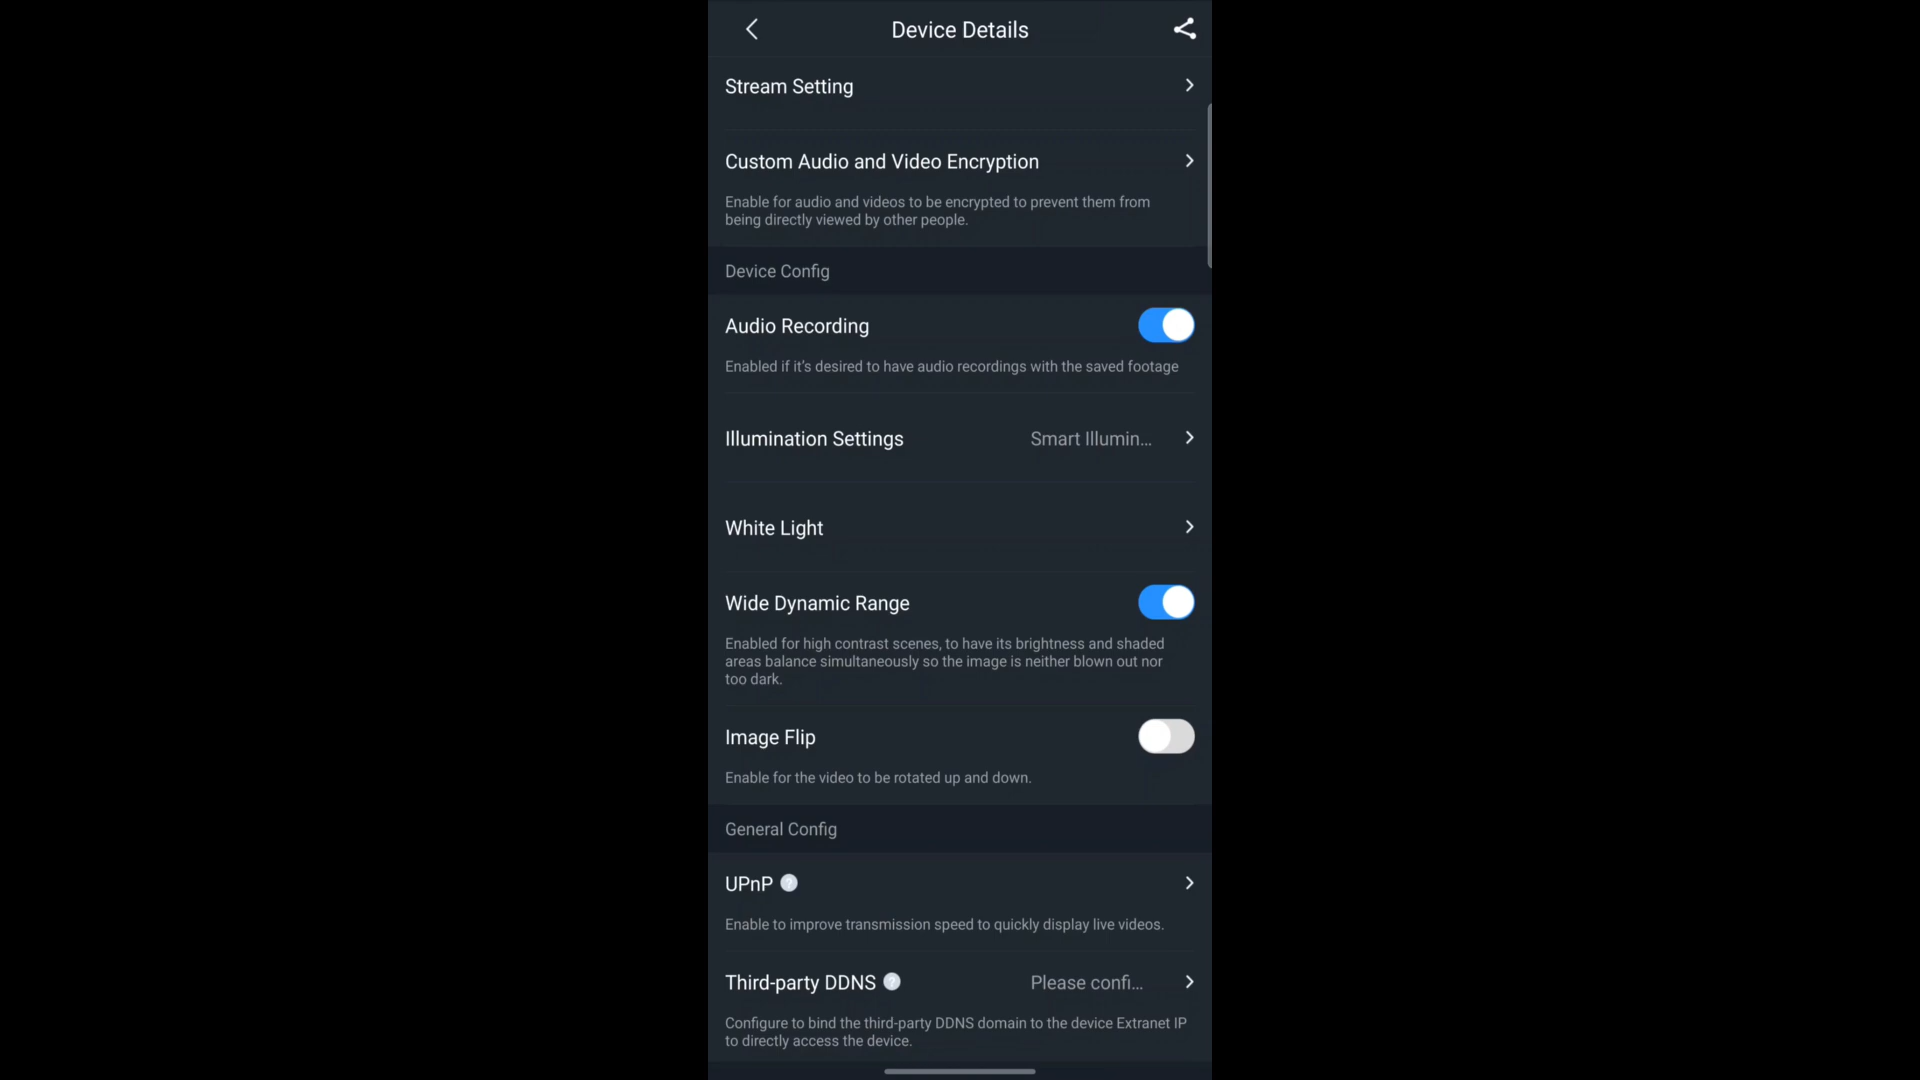 Device Details
Stream Setting
Custom Audio and Video Encryption
Enable for audio and videos to be encrypted to prevent them from
being directly viewed by other people.
Device Config
Audio Recording
Enabled if it's desired to have audio recordings with the saved footage
Illumination Settings Smart Illumin...
White Light
Wide Dynamic Range
Enabled for high contrast scenes, to have its brightness and shaded
areas balance simultaneously so the image is neither blown out nor
too dark.
Image Flip
Enable for the video to be rotated up and down.
General Config
UPnP ?
Enable to improve transmission speed to quickly display live videos.
Third-party DDNS ? Please confi...
Configure to bind the third-party DDNS domain to the device Extranet IP
to directly access the device.